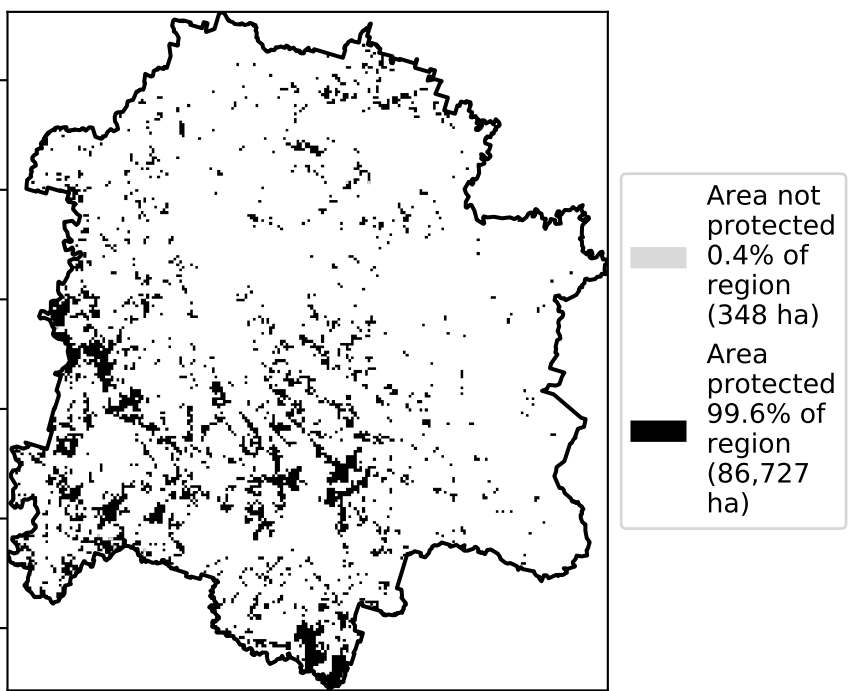 Area not
protected
0.4% of
region
(348 ha)
Area
protected
99.6% of
region
(86,727
ha)